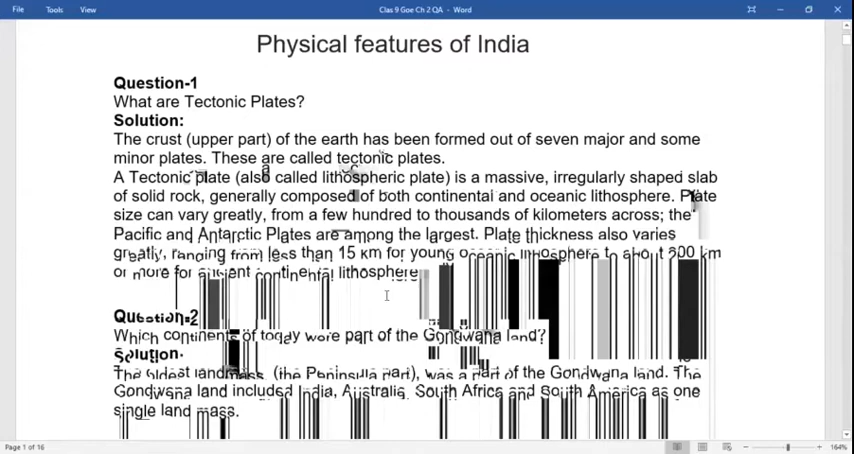 File Tools View Clas 9 Goe Ch 2 QA - Word
Physical features of India
Question-1
What are Tectonic Plates?
Solution:
The crust (upper part) of the earth has been formed out of seven major and some
minor plates. These are called tectonic plates.
A Tectonic plate (also called lithospheric plate) is a massive, irregularly shaped slab
of solid rock, generally composed of both continental and oceanic lithosphere. Plate
size can vary greatly, from a few hundred to thousands of kilometers across; the
Pacific and Antarctic Plates are among the largest. Plate thickness also varies
greatly, ranging from less than 15 km for young oceanic lithosphere to about 200 km
or more for ancient continental lithosphere
Question-2
Which continents of today were part of the Gondwana land?
Solution:
The oldest landmass, (the Peninsula part), was a part of the Gondwana land. The
Gondwana land included India, Australia, South Africa and South America as one
single land mass.
Page 1 of 16 164%